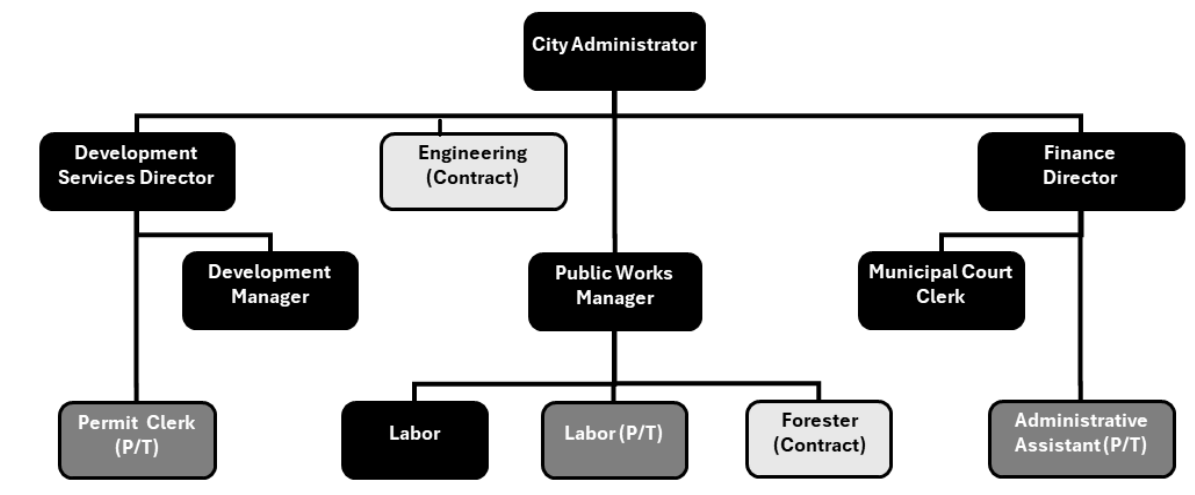 City Administrator
Development
Services Director
Engineering
(Contract)
Finance
Director
Development
Manager
Public Works
Manager
Municipal Court
Clerk
Permit Clerk
(P/T)
Labor
Labor (P/T)
Forester
(Contract)
Administrative
Assistant (P/T)